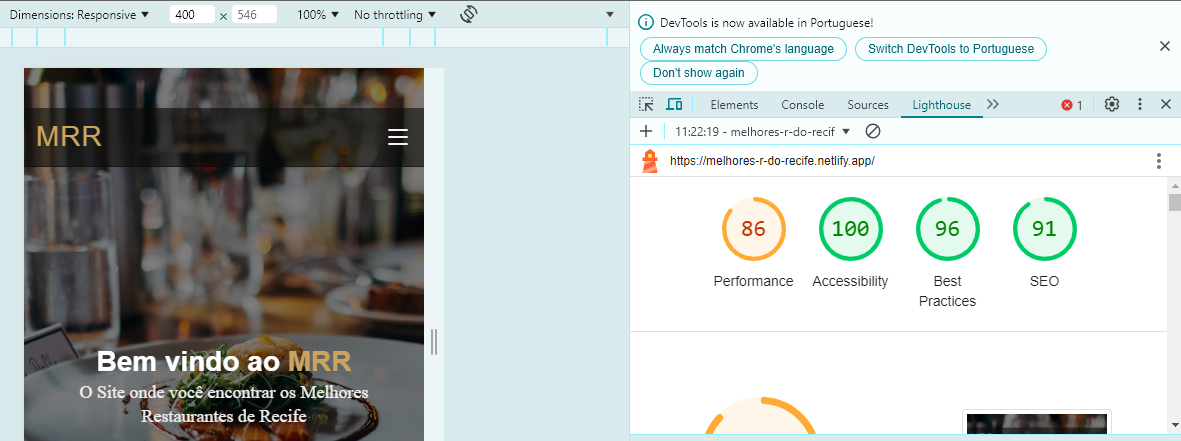 Dimensions: Responsive 400 × 546 100% No throttling
DevTools is now available in Portuguese!
Always match Chrome's language Switch DevTools to Portuguese
Don't show again
Elements Console Sources Lighthouse 1
11:22:19 - melhores-r-do-recif
https://melhores-r-do-recife.netlify.app/
MRR
86 100 96 91
Performance Accessibility Best Practices SEO
Bem vindo ao MRR
O Site onde você encontrar os Melhores
Restaurantes de Recife